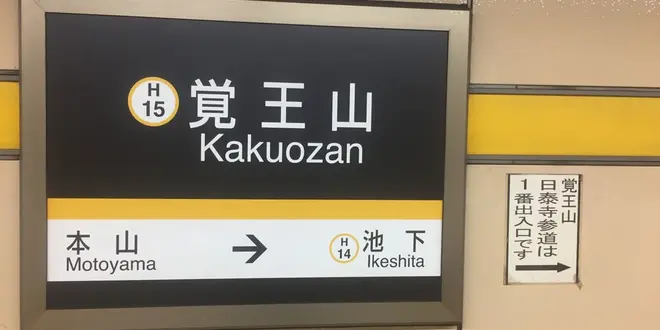 H
15
覚王山
Kakuozan
本山
Motoyama
→
H
14
池下
Ikeshita
覚王山
日泰寺参道は
1番出入口です
→